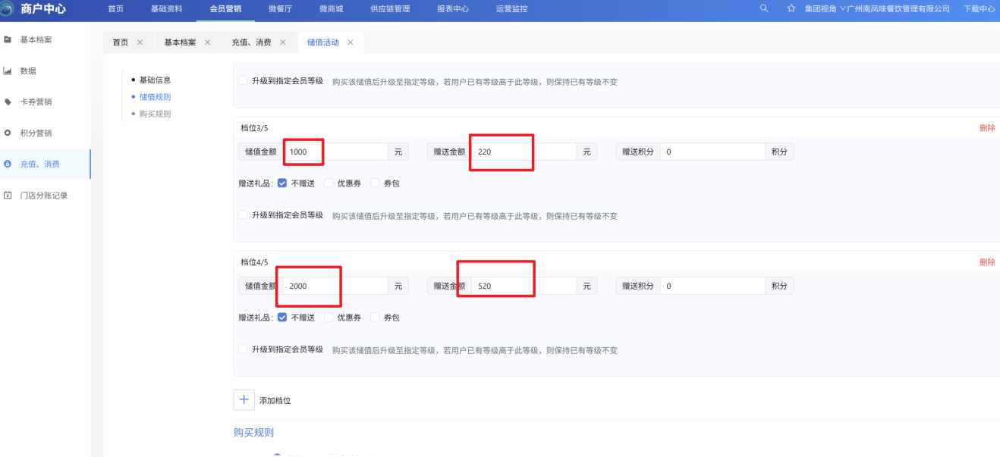 商户中心 首页 基础资料 会员营销 微餐厅 微商城 供应链管理 报表中心 运营监控 集团视角 广州南凤味餐饮管理有限公司 下载中心
基本档案
数据
卡券营销
积分营销
充值、消费
门店分账记录
首页 × 基本档案 × 充值、消费 × 储值活动 ×
基础信息
储值规则
购买规则
升级到指定会员等级 购买该储值后升级至指定等级，若用户已有等级高于此等级，则保持已有等级不变
档位3/5 删除
储值金额 1000 元 赠送金额 220 元 赠送积分 0 积分
赠送礼品: 不赠送 优惠券 券包
升级到指定会员等级 购买该储值后升级至指定等级，若用户已有等级高于此等级，则保持已有等级不变
档位4/5 删除
储值金额 2000 元 赠送金额 520 元 赠送积分 0 积分
赠送礼品: 不赠送 优惠券 券包
升级到指定会员等级 购买该储值后升级至指定等级，若用户已有等级高于此等级，则保持已有等级不变
添加档位
购买规则